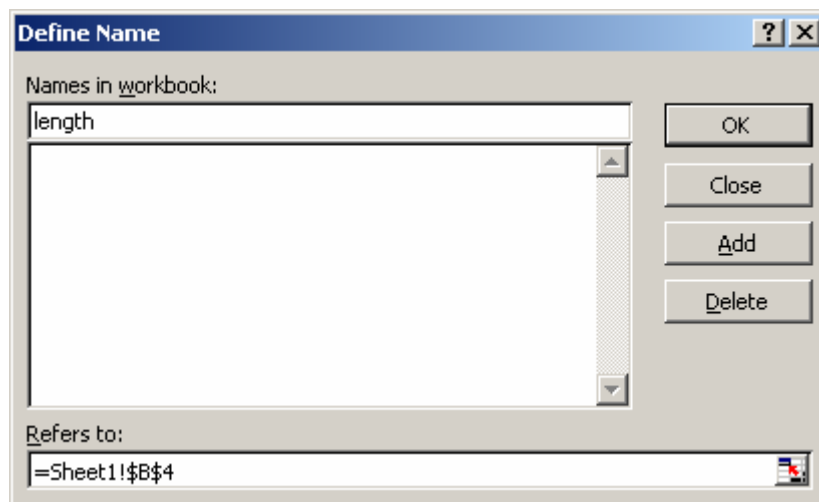 Define Name
Names in workbook:
length
OK
Close
Add
Delete
Refers to:
=Sheet1!$B$4